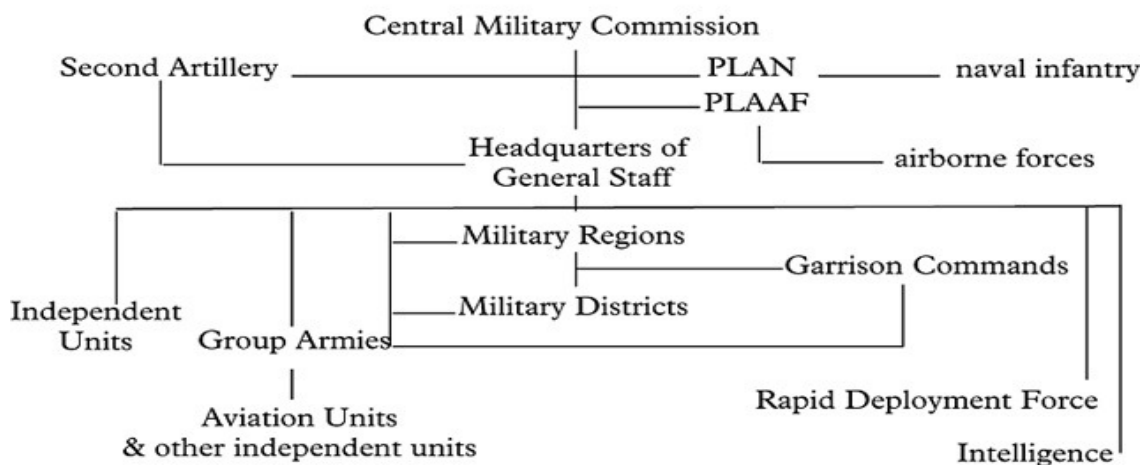 Central Military Commission
Second Artillery
PLAN
naval infantry
PLAAF
Headquarters of
General Staff
airborne forces
Military Regions
Garrison Commands
Military Districts
Independent
Units
Group Armies
Rapid Deployment Force
Aviation Units
& other independent units
Intelligence